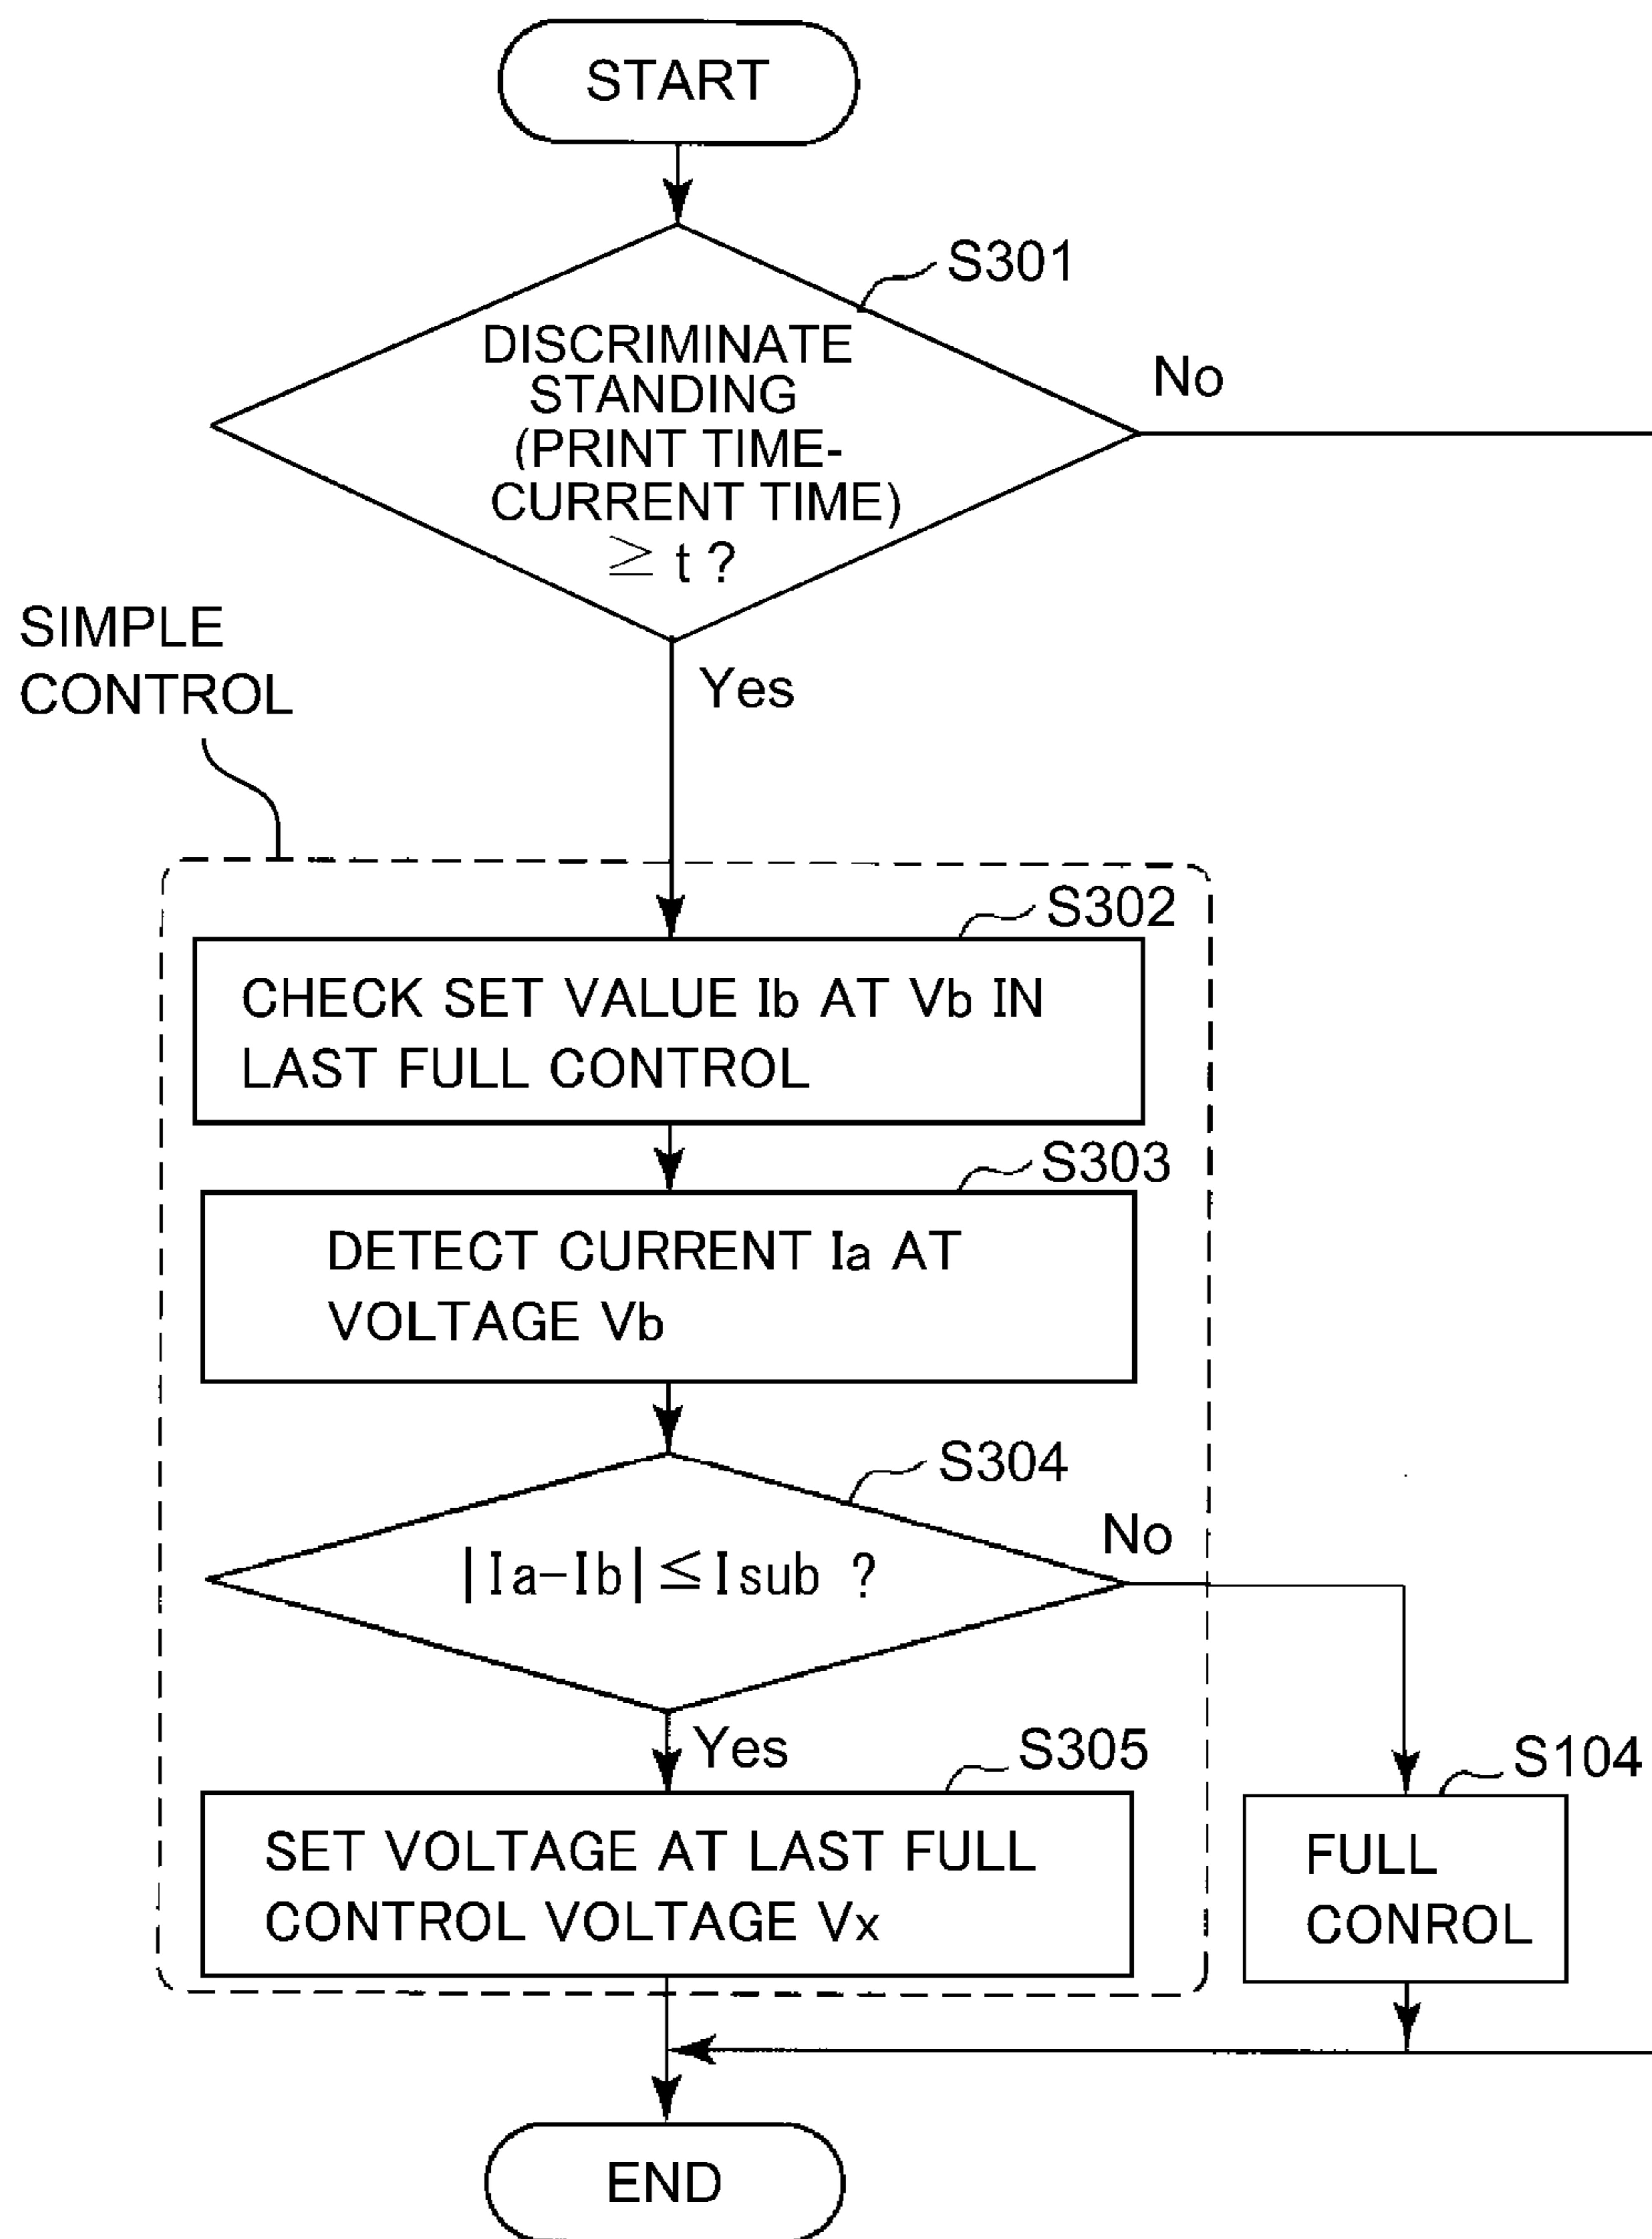 START
S301
DISCRIMINATE
STANDING
(PRINT TIME-
CURRENT TIME)
≥ t ?
No
Yes
SIMPLE
CONTROL
S302
CHECK SET VALUE Ib AT Vb IN
LAST FULL CONTROL
S303
DETECT CURRENT Ia AT
VOLTAGE Vb
S304
|Ia-Ib| ≦ Isub ?
No
Yes
S305
SET VOLTAGE AT LAST FULL
CONTROL VOLTAGE Vx
S104
FULL
CONROL
END